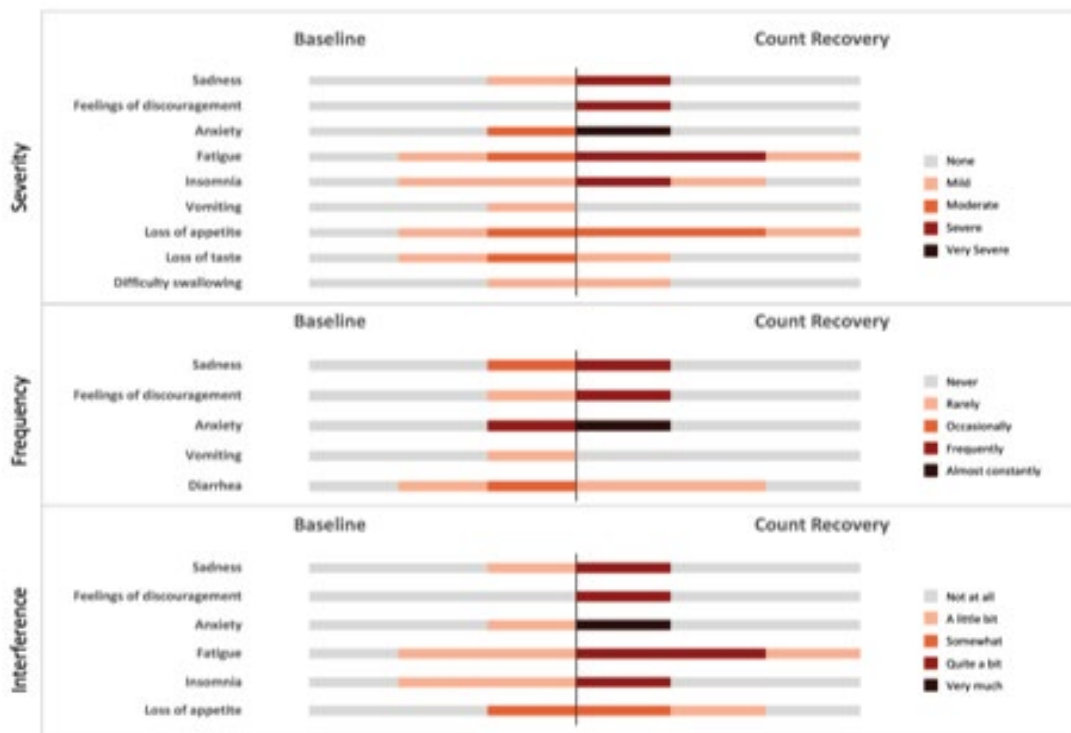 Baseline Count Recovery
Severity
Sadness
Feelings of discouragement
Anxiety
Fatigue
Insomnia
Vomiting
Loss of appetite
Loss of taste
Difficulty swallowing
None
Mild
Moderate
Severe
Very Severe
Baseline Count Recovery
Frequency
Sadness
Feelings of discouragement
Anxiety
Vomiting
Diarrhea
Never
Rarely
Occasionally
Frequently
Almost constantly
Baseline Count Recovery
Interference
Sadness
Feelings of discouragement
Anxiety
Fatigue
Insomnia
Loss of appetite
Not at all
A little bit
Somewhat
Quite a bit
Very much